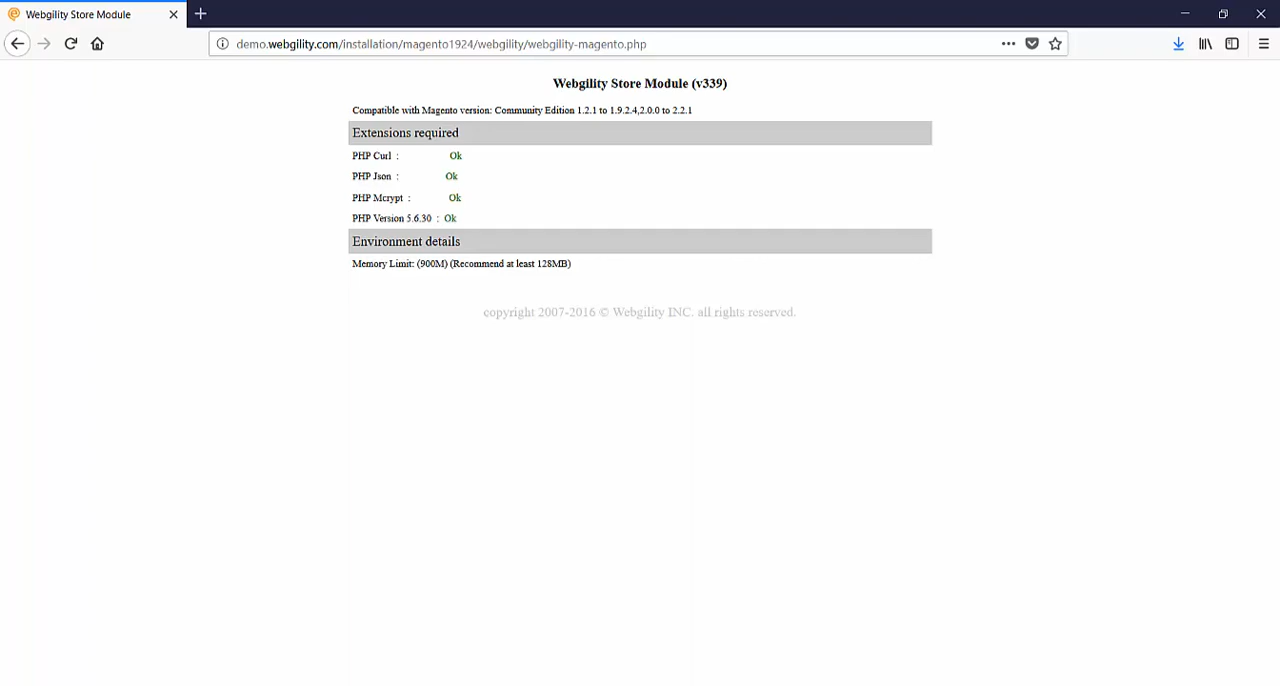 Webgility Store Module
demo.webgility.com/installation/magento1924/webgility/webgility-magento.php
Webgility Store Module (v339)
Compatible with Magento version: Community Edition 1.2.1 to 1.9.2.4,2.0.0 to 2.2.1
Extensions required
PHP Curl : Ok
PHP Json : Ok
PHP Mcrypt : Ok
PHP Version 5.6.30 : Ok
Environment details
Memory Limit: (900M) (Recommend at least 128MB)
copyright 2007-2016 © Webgility INC. all rights reserved.